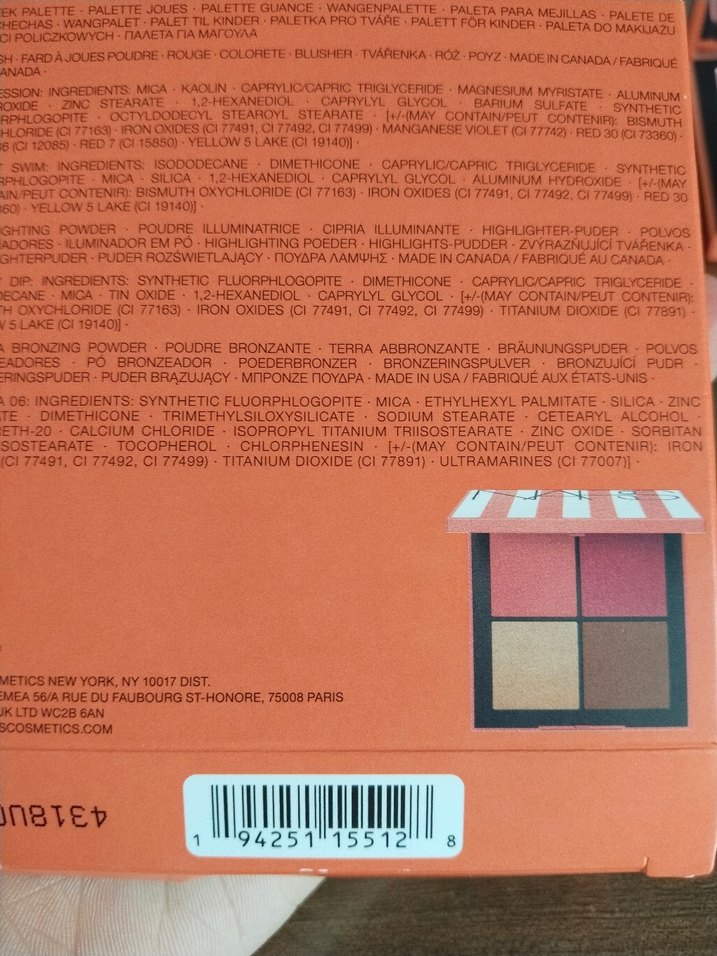 EK PALETTE · PALETTE JOUES · PALETTE GUANCE · WANGENPALETTE · PALETA PARA MEJILLAS · PALETE DE
CHECHAS · WANGPALET · PALET TIL KINDER · PALETKA PRO TVÁŘE · PALETT FÖR KINDER · PALETA DO MAKIJAŻU
CI POLICZKOWYCH · ΠΑΛΕΤΑ ΓΙΑ ΜΑΓΟΥΛΑ
SH · FARD À JOUES POUDRE · ROUGE · COLORETE · BLUSHER · TVÁŘENKA · RÓŻ · ΡΟΥΖ · MADE IN CANADA / FABRIQUÉ
CANADA ·
ESSION: INGREDIENTS: MICA · KAOLIN · CAPRYLIC/CAPRIC TRIGLYCERIDE · MAGNESIUM MYRISTATE · ALUMINUM
ROXIDE · ZINC STEARATE · 1,2-HEXANEDIOL · CAPRYLYL GLYCOL · BARIUM SULFATE · SYNTHETIC
ORPHLOGOPITE · OCTYLDODECYL STEAROYL STEARATE · [+/-(MAY CONTAIN/PEUT CONTENIR): BISMUTH
CHLORIDE (CI 77163) · IRON OXIDES (CI 77491, CI 77492, CI 77499) · MANGANESE VIOLET (CI 77742) · RED 30 (CI 73360) ·
6 (CI 12085) · RED 7 (CI 15850) · YELLOW 5 LAKE (CI 19140)] ·
T SWIM: INGREDIENTS: ISODODECANE · DIMETHICONE · CAPRYLIC/CAPRIC TRIGLYCERIDE · SYNTHETIC
RPHLOGOPITE · MICA · SILICA · 1,2-HEXANEDIOL · CAPRYLYL GLYCOL · ALUMINUM HYDROXIDE · [+/-(MAY
AIN/PEUT CONTENIR): BISMUTH OXYCHLORIDE (CI 77163) · IRON OXIDES (CI 77491, CI 77492, CI 77499) · RED 30
360) · YELLOW 5 LAKE (CI 19140)] ·
IGHTING POWDER · POUDRE ILLUMINATRICE · CIPRIA ILLUMINANTE · HIGHLIGHTER-PUDER · POLVOS
EADORES · ILUMINADOR EM PÓ · HIGHLIGHTING POEDER · HIGHLIGHTS-PUDDER · ZVÝRAZŇUJÍCÍ TVÁŘENKA ·
GHTERPUDER · PUDER ROZŚWIETLAJĄCY · ΠΟΥΔΡΑ ΛΑΜΨΗΣ · MADE IN CANADA / FABRIQUÉ AU CANADA ·
DIP: INGREDIENTS: SYNTHETIC FLUORPHLOGOPITE · DIMETHICONE · CAPRYLIC/CAPRIC TRIGLYCERIDE ·
DECANE · MICA · TIN OXIDE · 1,2-HEXANEDIOL · CAPRYLYL GLYCOL · [+/-(MAY CONTAIN/PEUT CONTENIR):
TH OXYCHLORIDE (CI 77163) · IRON OXIDES (CI 77491, CI 77492, CI 77499) · TITANIUM DIOXIDE (CI 77891) ·
W 5 LAKE (CI 19140)] ·
A BRONZING POWDER · POUDRE BRONZANTE · TERRA ABBRONZANTE · BRÄUNUNGSPUDER · POLVOS
EADORES · PÓ BRONZEADOR · POEDERBRONZER · BRONZERINGSPULVER · BRONZUJÍCÍ PUDR ·
ERINGSPUDER · PUDER BRĄZUJĄCY · ΜΠΡΟΝΖΕ ΠΟΥΔΡΑ · MADE IN USA / FABRIQUÉ AUX ÉTATS-UNIS ·
A 06: INGREDIENTS: SYNTHETIC FLUORPHLOGOPITE · MICA · ETHYLHEXYL PALMITATE · SILICA · ZINC
ATE · DIMETHICONE · TRIMETHYLSILOXYSILICATE · SODIUM STEARATE · CETEARYL ALCOHOL ·
RETH-20 · CALCIUM CHLORIDE · ISOPROPYL TITANIUM TRIISOSTEARATE · ZINC OXIDE · SORBITAN
ISOSTEARATE · TOCOPHEROL · CHLORPHENESIN · [+/-(MAY CONTAIN/PEUT CONTENIR): IRON
(CI 77491, CI 77492, CI 77499) · TITANIUM DIOXIDE (CI 77891) · ULTRAMARINES (CI 77007)] ·
NARS
METICS NEW YORK, NY 10017 DIST.
EMEA 56/A RUE DU FAUBOURG ST-HONORE, 75008 PARIS
UK LTD WC2B 6AN
SCOSMETICS.COM
4318U
1 94251 15512 8